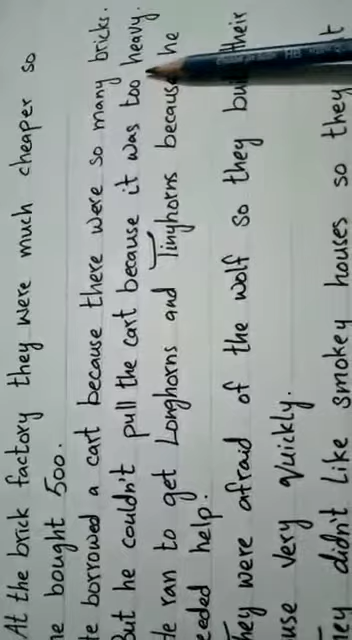 At the brick factory they were much cheaper so
he bought 500.
He borrowed a cart because there were so many bricks.
But he couldn't pull the cart because it was too heavy.
He ran to get Longhorns and Tinyhorns because he
needed help.
They were afraid of the wolf so they their
use very quickly.
They didn't like smokey houses so they